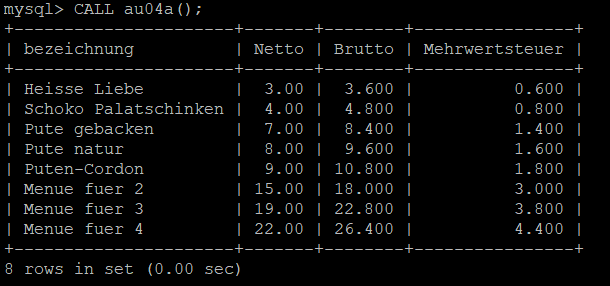 mysql> CALL au04a();
+----------------------+-------+--------+----------------+
| bezeichnung          | Netto | Brutto | Mehrwertsteuer |
+----------------------+-------+--------+----------------+
| Heisse Liebe         |  3.00 |  3.600 |          0.600 |
| Schoko Palatschinken |  4.00 |  4.800 |          0.800 |
| Pute gebacken        |  7.00 |  8.400 |          1.400 |
| Pute natur           |  8.00 |  9.600 |          1.600 |
| Puten-Cordon         |  9.00 | 10.800 |          1.800 |
| Menue fuer 2         | 15.00 | 18.000 |          3.000 |
| Menue fuer 3         | 19.00 | 22.800 |          3.800 |
| Menue fuer 4         | 22.00 | 26.400 |          4.400 |
+----------------------+-------+--------+----------------+
8 rows in set (0.00 sec)